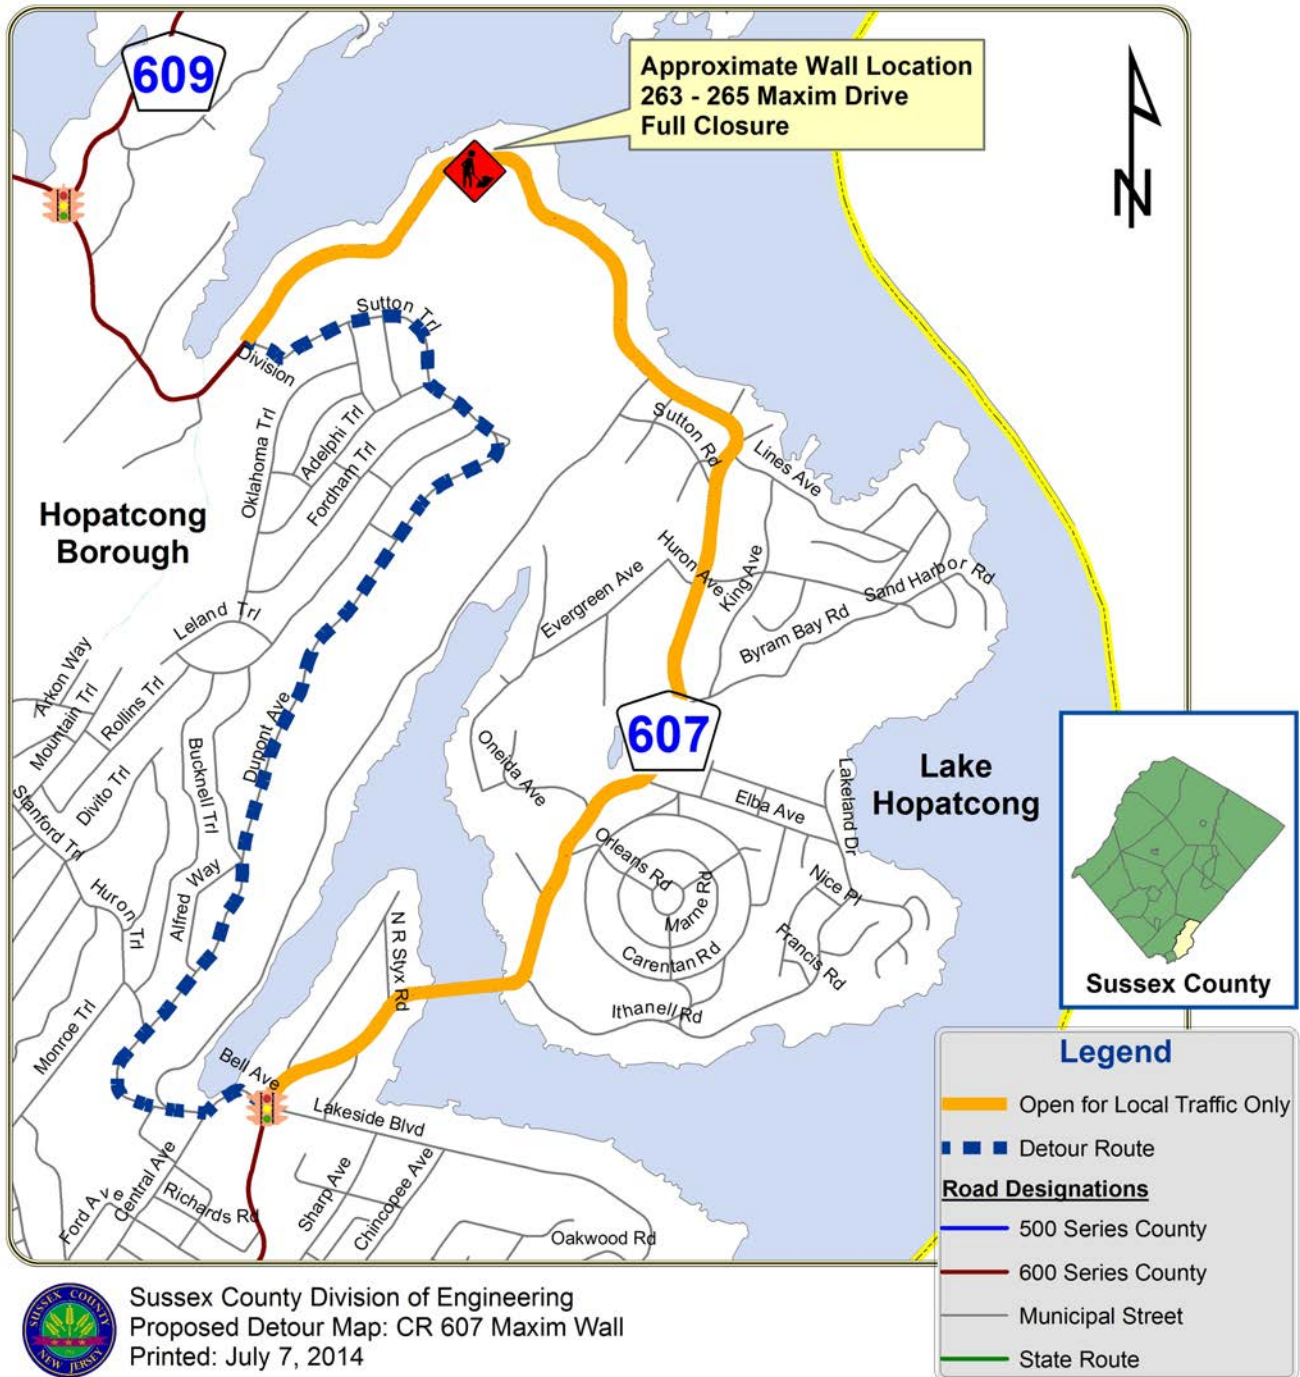 609
Approximate Wall Location
263 - 265 Maxim Drive
Full Closure
N
Sutton Trl
Division
Oklahoma Trl
Adelphi Trl
Fordham Trl
Sutton Rd
Lines Ave
Hopatcong
Borough
Huron Ave
King Ave
Evergreen Ave
Sand Harbor Rd
Byram Bay Rd
Leland Trl
Arkon Way
Mountain Trl
Rollins Trl
Dupont Ave
607
Bucknell Trl
Oneida Ave
Lake
Hopatcong
Lakeland Dr
Divito Trl
Stanford Trl
Elba Ave
Orleans Rd
Marne Rd
Nice Pl
Alfred Way
Huron Trl
N R Styx Rd
Carentan Rd
Francis Rd
Ithanell Rd
Monroe Trl
Bell Ave
Lakeside Blvd
Central Ave
Ford Ave
Richards Rd
Sharp Ave
Chincopee Ave
Oakwood Rd
Sussex County
Legend
Open for Local Traffic Only
Detour Route
Road Designations
500 Series County
600 Series County
Municipal Street
State Route
SUSSEX COUNTY
NEW JERSEY
Sussex County Division of Engineering
Proposed Detour Map: CR 607 Maxim Wall
Printed: July 7, 2014